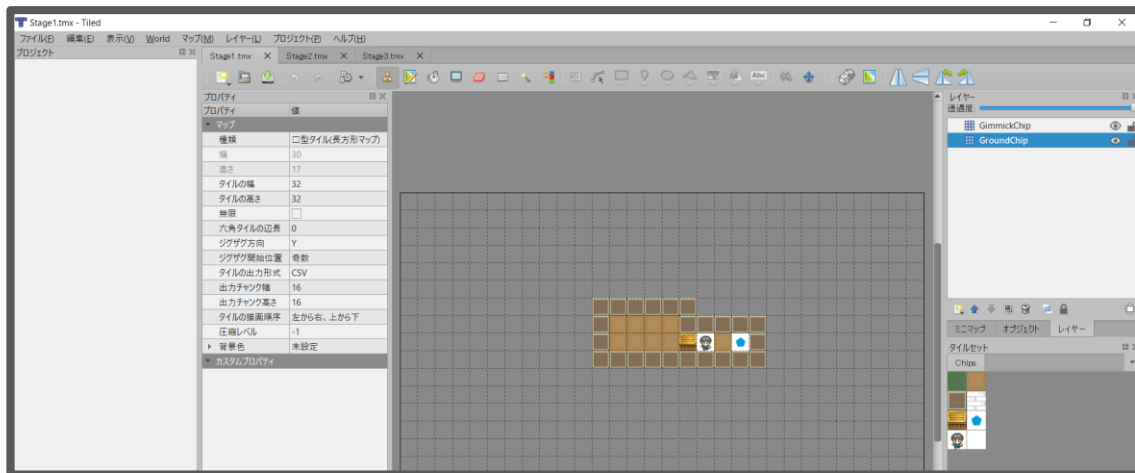 Stage1.tmx - Tiled
ファイル(F) 編集(E) 表示(V) World マップ(M) レイヤー(L) プロジェクト(P) ヘルプ(H)
プロジェクト
Stage1.tmx Stage2.tmx Stage3.tmx
Abc
プロパティ
プロパティ 値
マップ
種類 □型タイル(長方形マップ)
幅 30
高さ 17
タイルの幅 32
タイルの高さ 32
無限
六角タイルの辺長 0
ジグザグ方向 Y
ジグザグ開始位置 奇数
タイルの出力形式 CSV
出力チャンク幅 16
出力チャンク高さ 16
タイルの描画順序 左から右、上から下
圧縮レベル -1
背景色 未設定
カスタムプロパティ
レイヤー
透過度:
GimmickChip
GroundChip
ミニマップ オブジェクト レイヤー
タイルセット
Chips